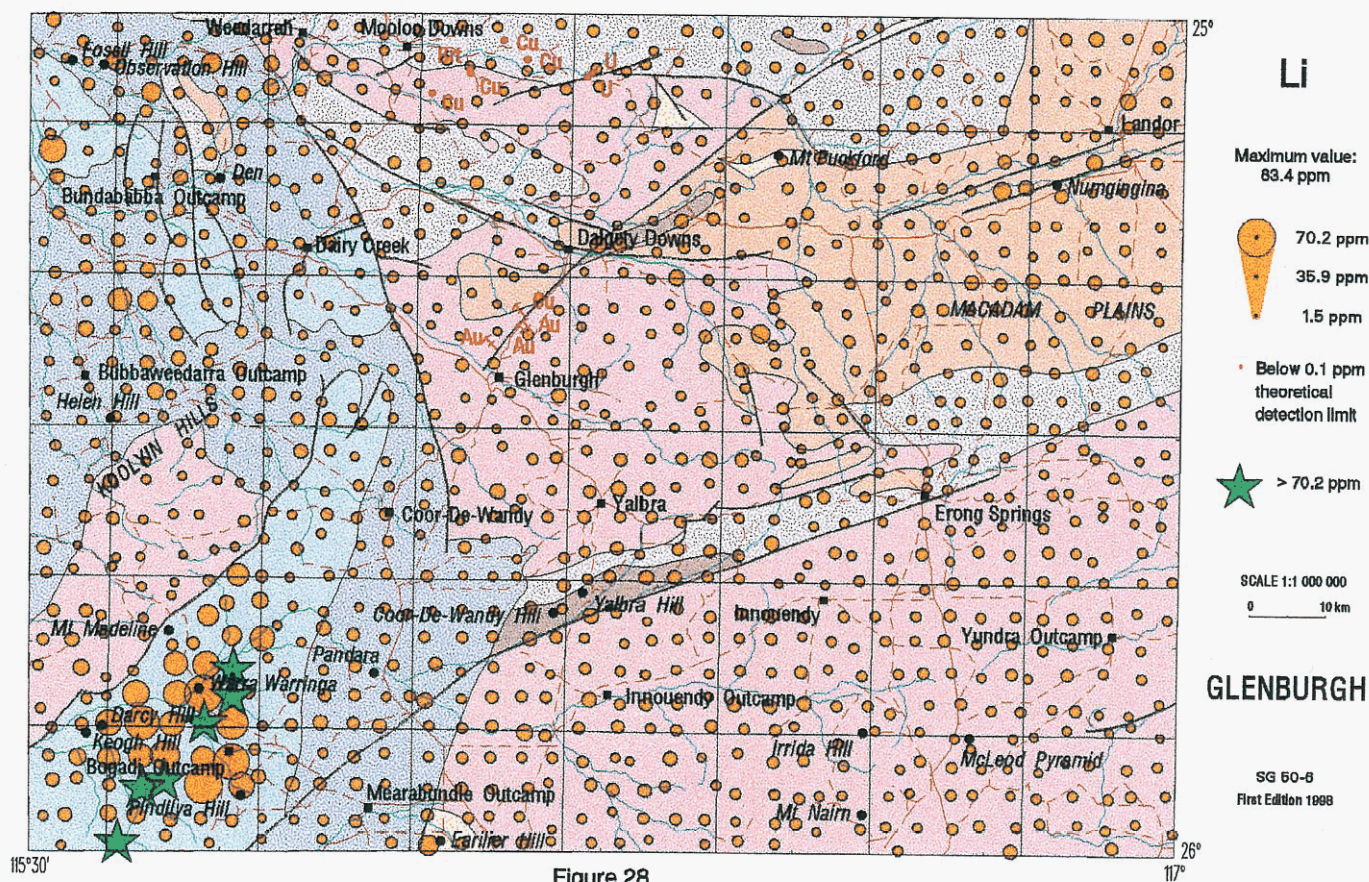 Weedarrah
Mooloo Downs
Fossil Hill
Observation Hill
Cu
Cu
U
Cu
U
Cu
Landor
Mt Buckford
Den
Bundababba Outcamp
Numgingina
Dairy Creek
Dalgety Downs
Cu
Au
Au
Au
MACADAM PLAINS
Glenburgh
Bubbaweedarra Outcamp
Helen Hill
KOOLYIN HILLS
Yalbra
Coor-De-Wandy
Erong Springs
Coor-De-Wandy Hill
Yalbra Hill
Innouendy
Mt Madeline
Yundra Outcamp
Pandara
Warra Warringa
Innouendy Outcamp
Darcy Hill
Keogh Hill
Irrida Hill
McLeod Pyramid
Bogadi Outcamp
Pindilya Hill
Mearabundie Outcamp
Mt Nairn
Earilier Hill
115°30'
117°
25°
26°
Figure 28
Li
Maximum value:
83.4 ppm
70.2 ppm
35.9 ppm
1.5 ppm
Below 0.1 ppm
theoretical
detection limit
> 70.2 ppm
SCALE 1:1 000 000
0 10 km
GLENBURGH
SG 50-6
First Edition 1998